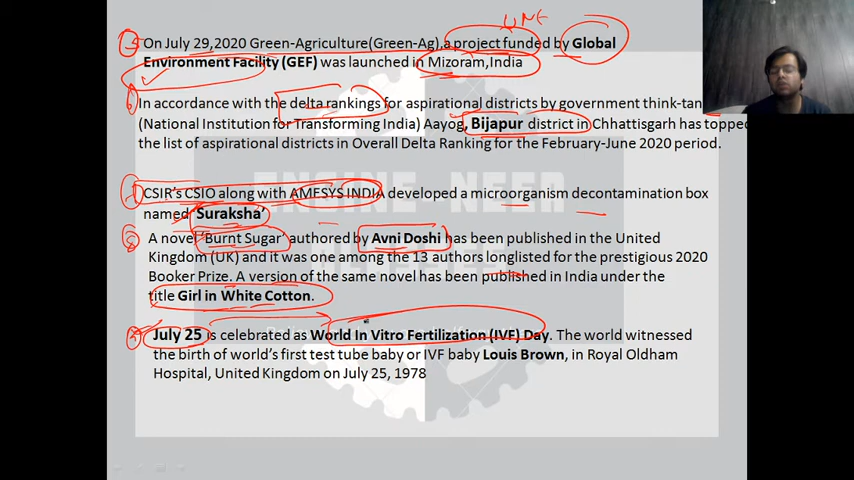 UNE
On July 29,2020 Green-Agriculture(Green-Ag),a project funded by Global
Environment Facility (GEF) was launched in Mizoram,India
In accordance with the delta rankings for aspirational districts by government think-tan
(National Institution for Transforming India) Aayog, Bijapur district in Chhattisgarh has topped
the list of aspirational districts in Overall Delta Ranking for the February-June 2020 period.
CSIR's CSIO along with AMESYS INDIA developed a microorganism decontamination box
named 'Suraksha'
A novel 'Burnt Sugar' authored by Avni Doshi has been published in the United
Kingdom (UK) and it was one among the 13 authors longlisted for the prestigious 2020
Booker Prize. A version of the same novel has been published in India under the
title Girl in White Cotton.
July 25 is celebrated as World In Vitro Fertilization (IVF) Day. The world witnessed
the birth of world's first test tube baby or IVF baby Louis Brown, in Royal Oldham
Hospital, United Kingdom on July 25, 1978
ENGINE-NEER